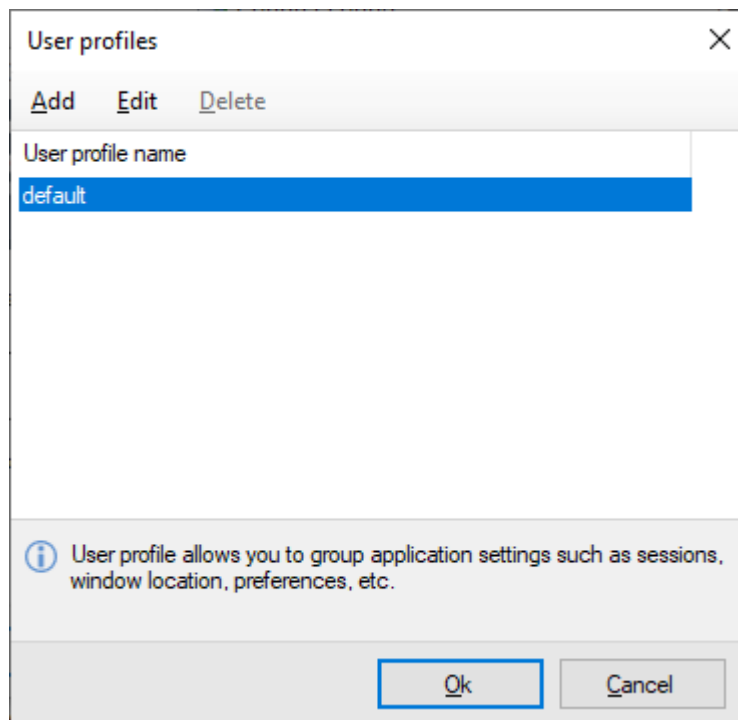 User profiles
Add Edit Delete
User profile name
default
User profile allows you to group application settings such as sessions,
window location, preferences, etc.
Ok Cancel